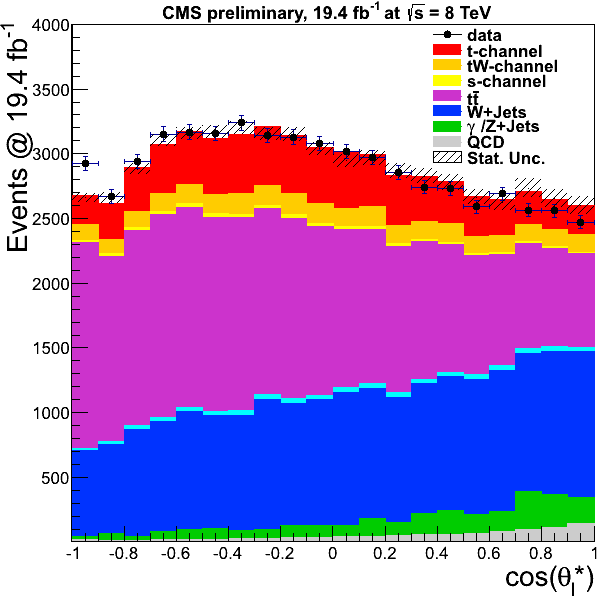 CMS preliminary, 19.4 fb⁻¹ at √s = 8 TeV
Events @ 19.4 fb⁻¹
4000
3500
3000
2500
2000
1500
1000
500
data
t-channel
tW-channel
s-channel
tt̅
W+Jets
γ /Z+Jets
QCD
Stat. Unc.
-1 -0.8 -0.6 -0.4 -0.2 0 0.2 0.4 0.6 0.8 1
cos(θₗ*)